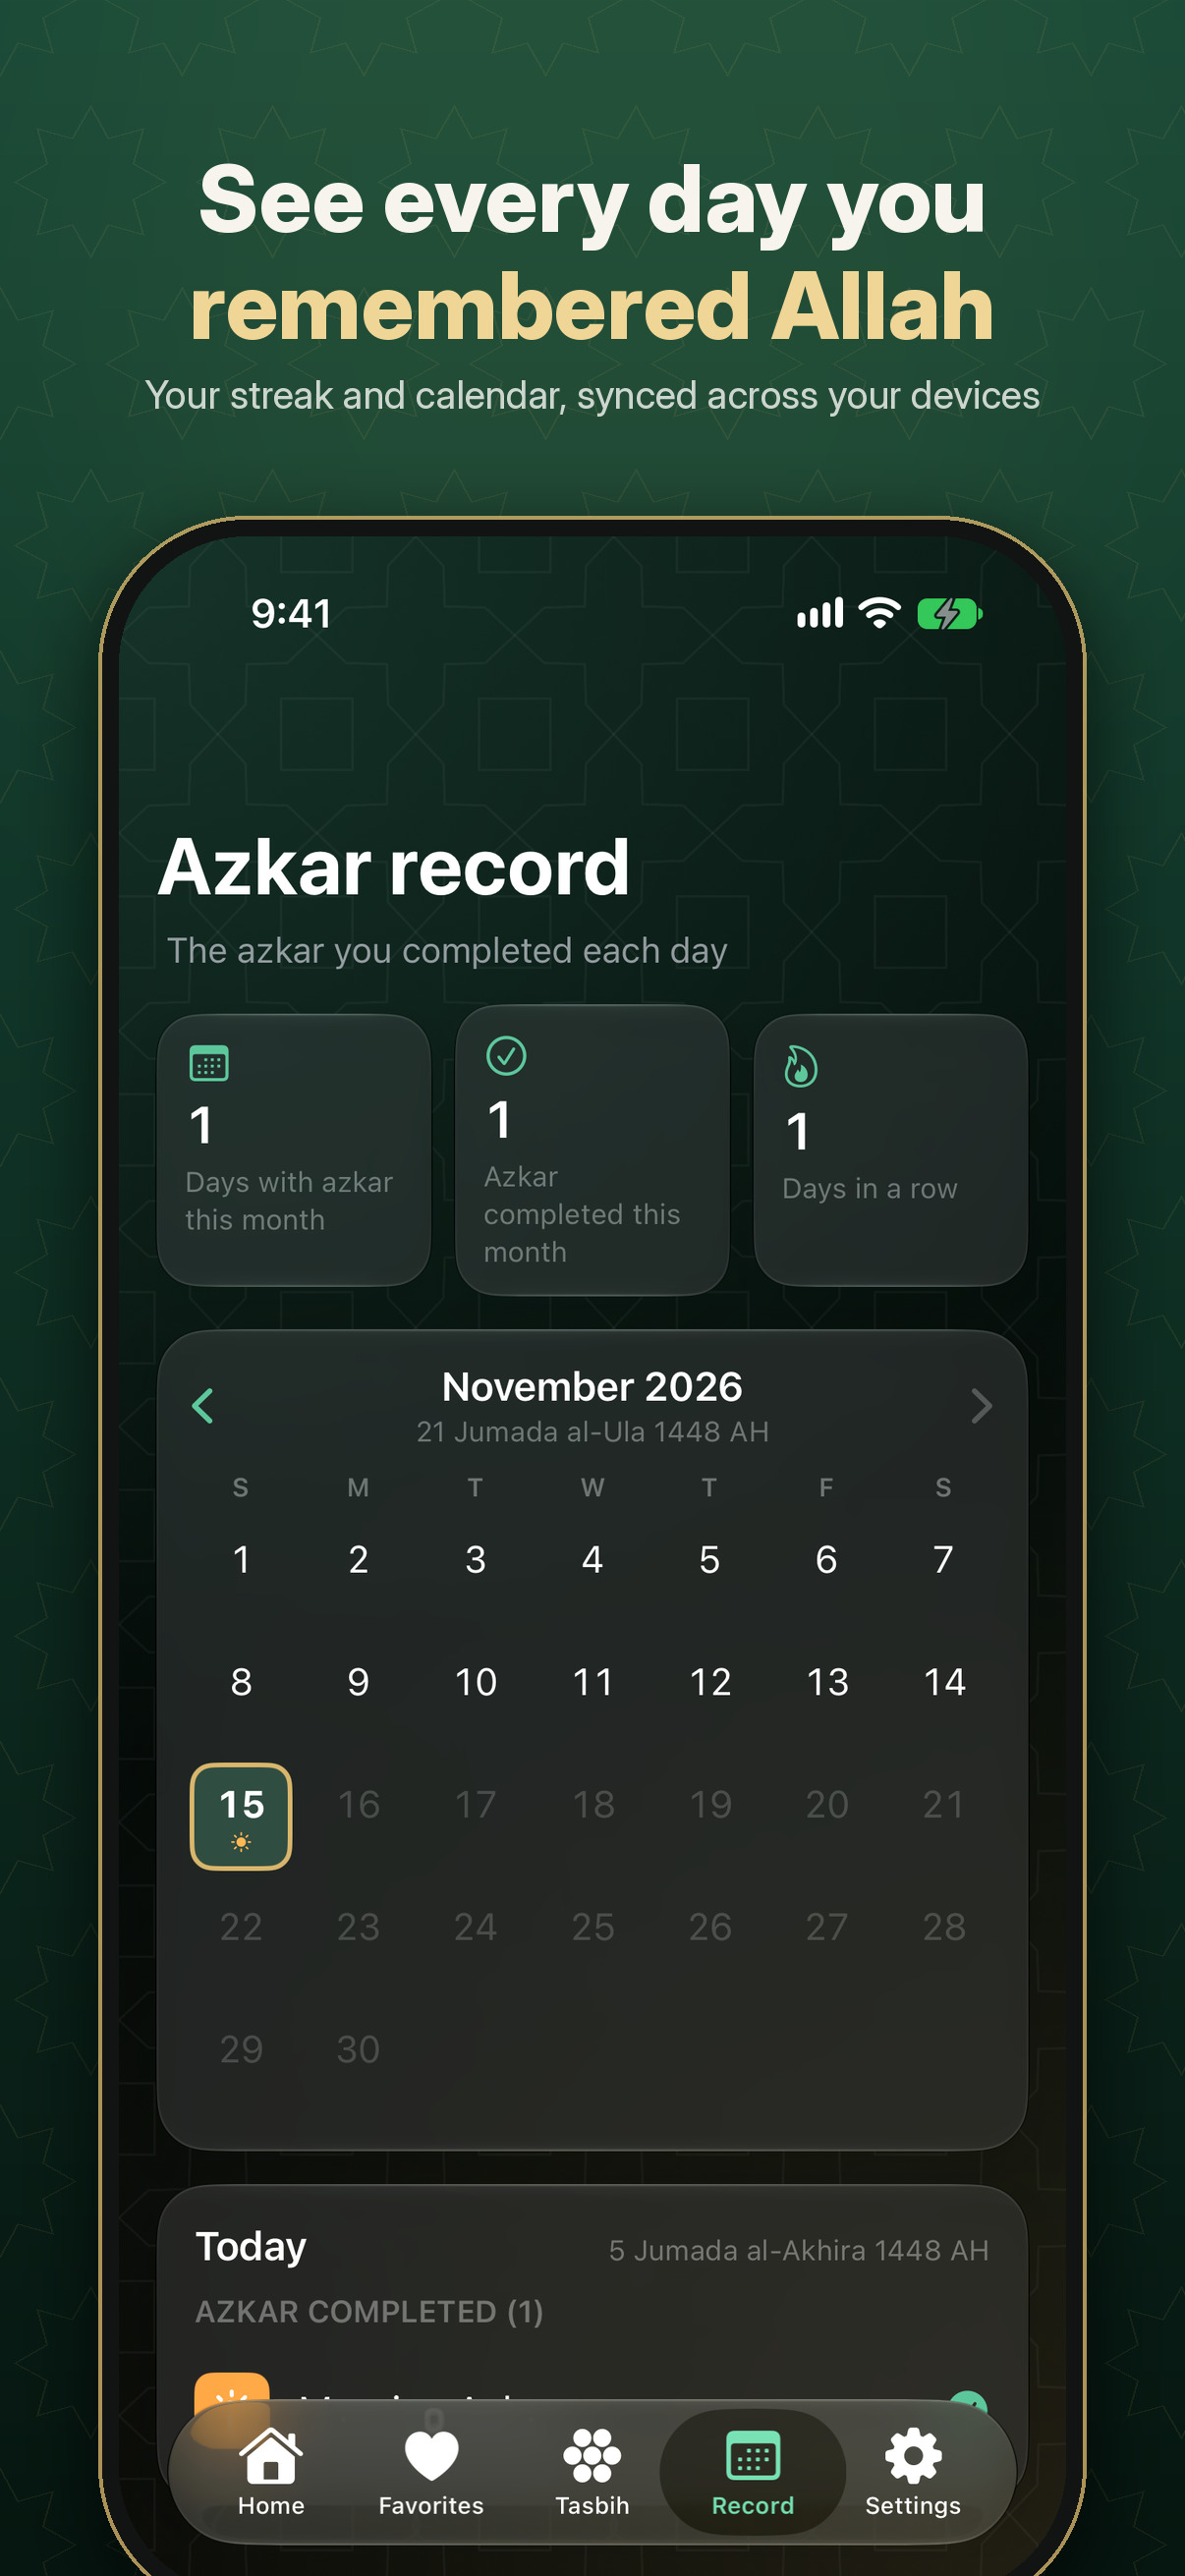 See every day you
remembered Allah
Your streak and calendar, synced across your devices
9:41
Azkar record
The azkar you completed each day
1
Days with azkar
this month
1
Azkar
completed this
month
1
Days in a row
November 2026
21 Jumada al-Ula 1448 AH
S M T W T F S
1 2 3 4 5 6 7
8 9 10 11 12 13 14
15 16 17 18 19 20 21
22 23 24 25 26 27 28
29 30
Today
5 Jumada al-Akhira 1448 AH
AZKAR COMPLETED (1)
Home
Favorites
Tasbih
Record
Settings